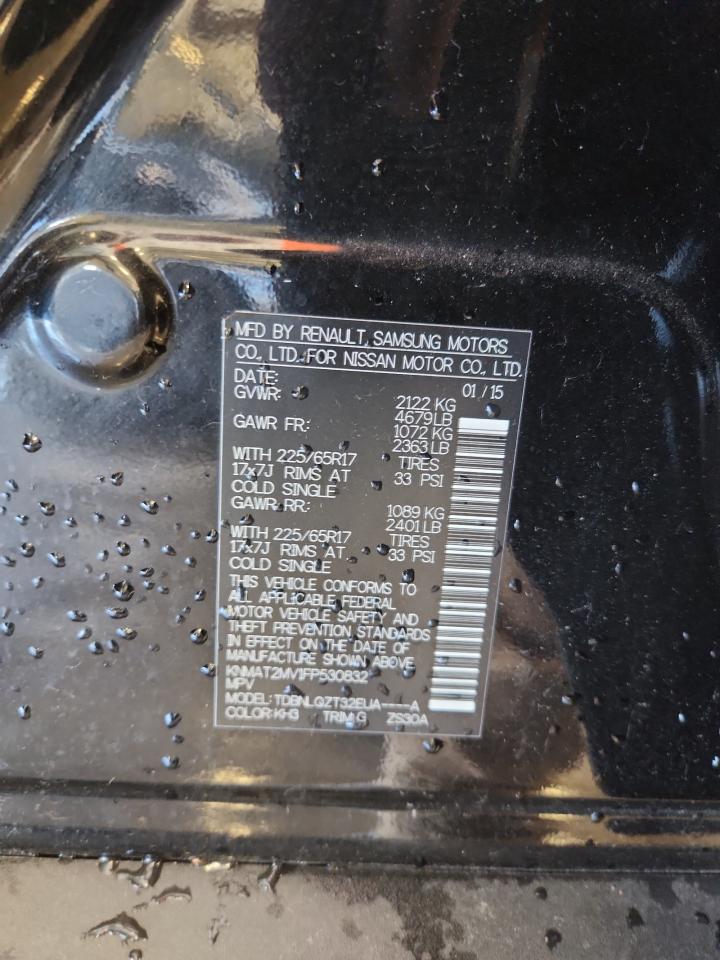 MFD BY RENAULT SAMSUNG MOTORS
CO., LTD. FOR NISSAN MOTOR CO., LTD.
DATE: 01 / 15
GVWR: 2122 KG
4679 LB
GAWR FR: 1072 KG
2363 LB
WITH 225/65R17 TIRES
17x7J RIMS AT 33 PSI
COLD SINGLE
GAWR RR: 1089 KG
2401 LB
WITH 225/65R17 TIRES
17x7J RIMS AT 33 PSI
COLD SINGLE
THIS VEHICLE CONFORMS TO
ALL APPLICABLE FEDERAL
MOTOR VEHICLE SAFETY AND
THEFT PREVENTION STANDARDS
IN EFFECT ON THE DATE OF
MANUFACTURE SHOWN ABOVE.
KNMAT2MV1FP530832
MPV
MODEL: TDBNLQZT32EUA----A
COLOR: KH3 TRIM: G ZS30A